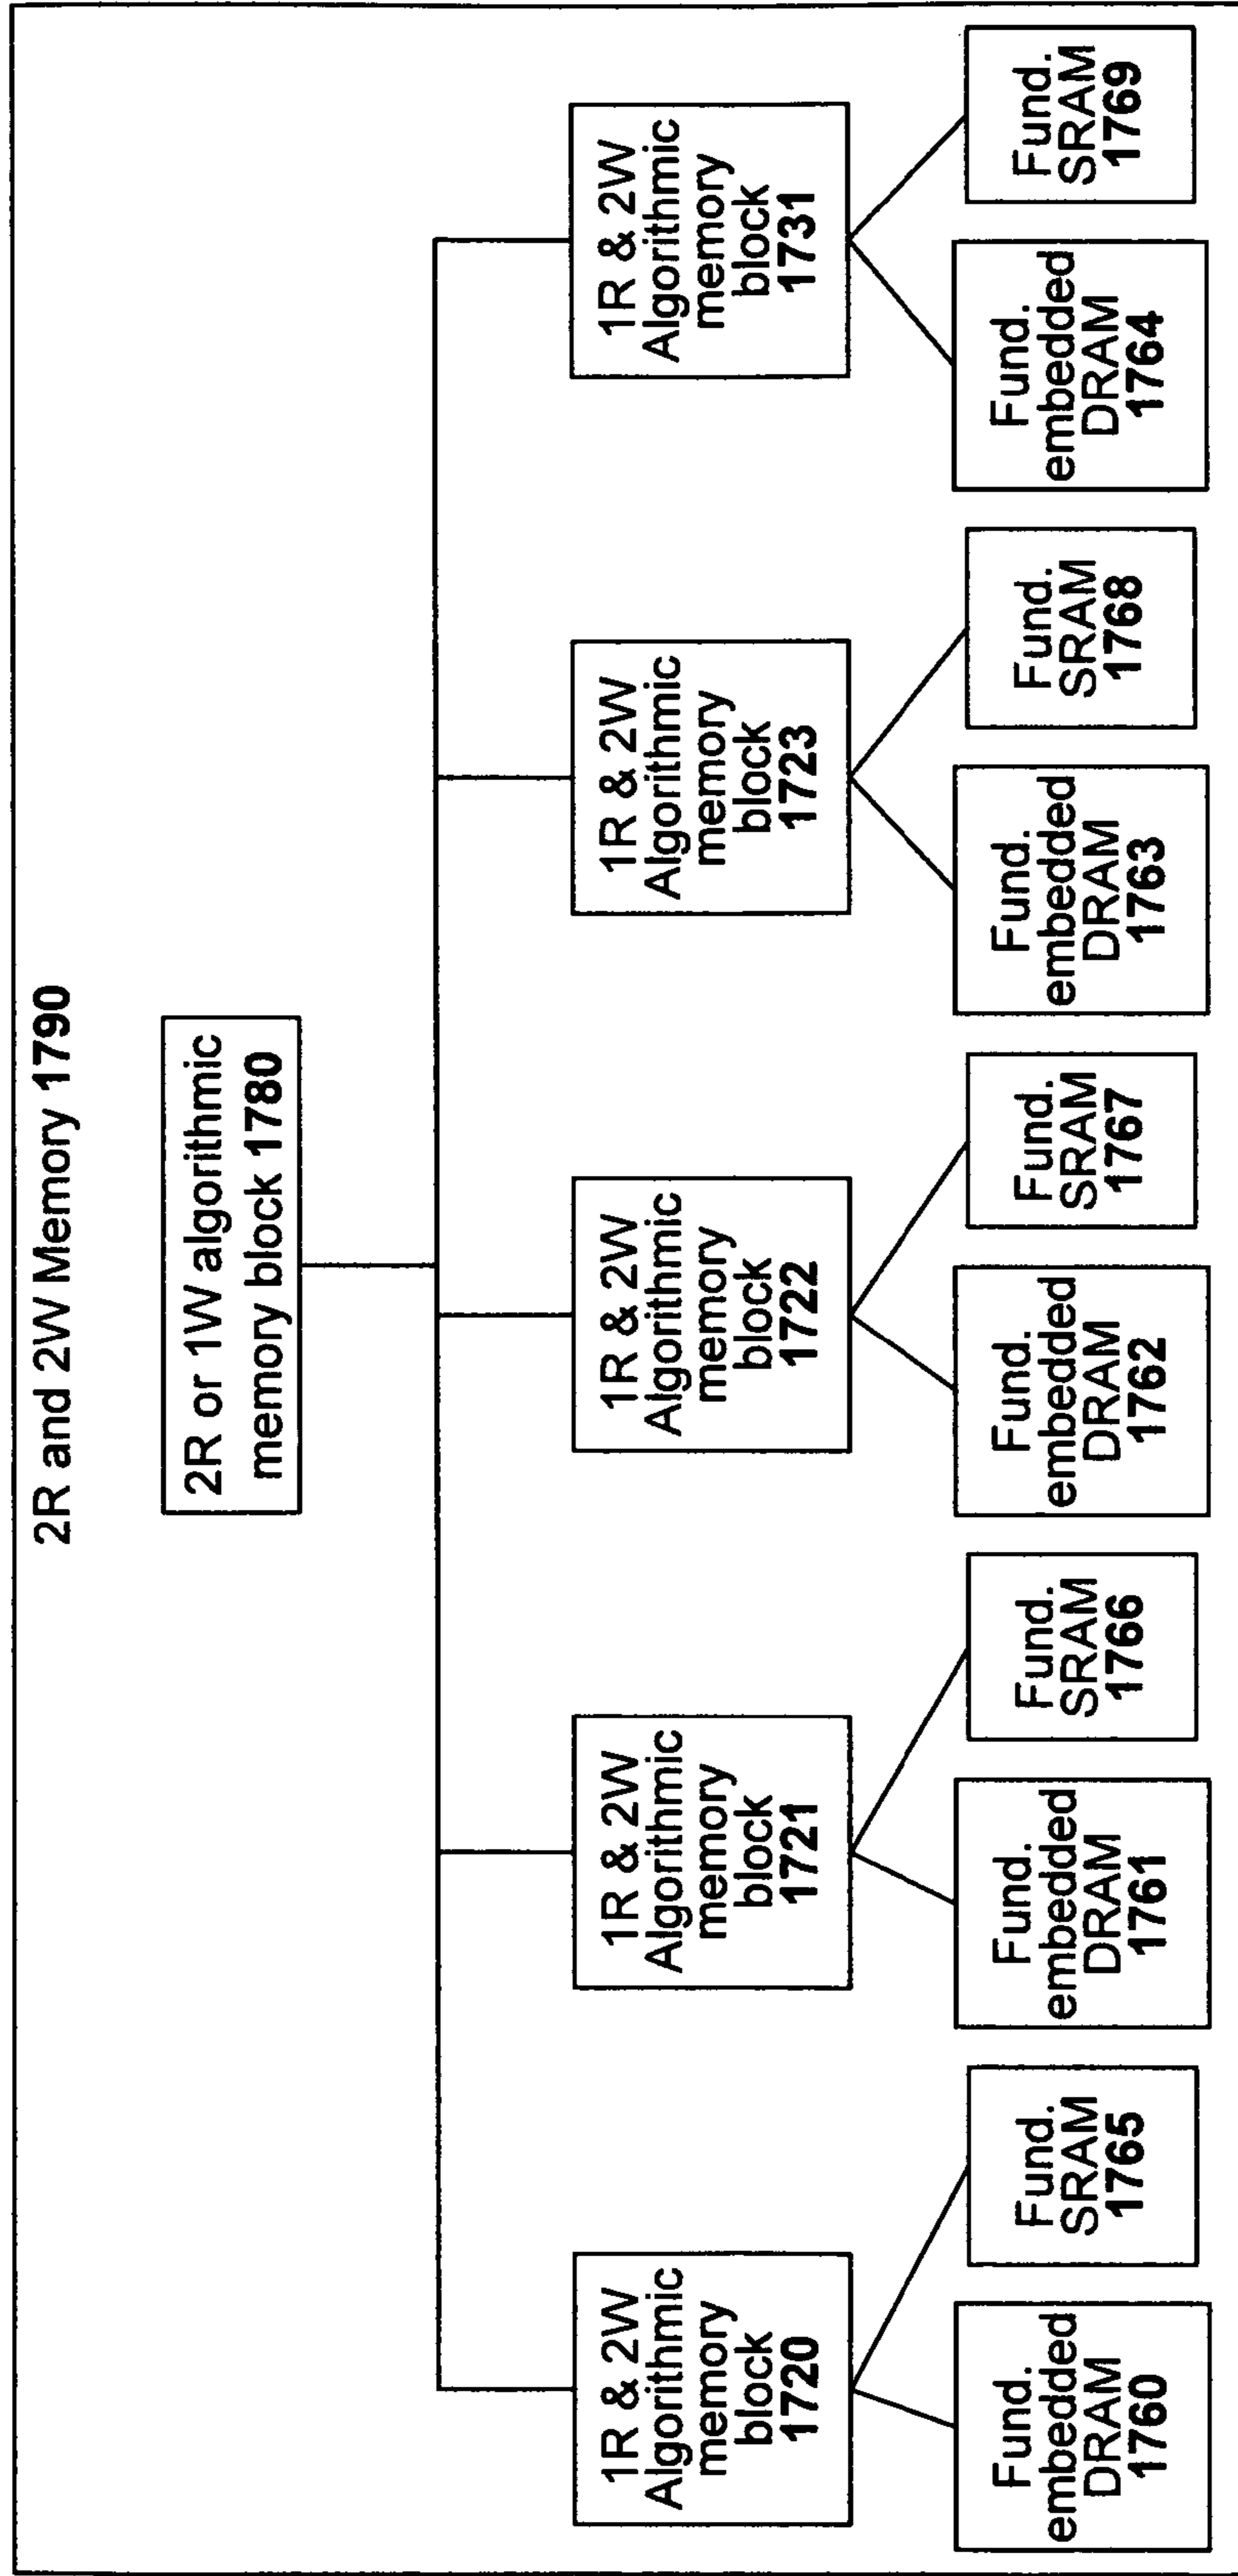 2R and 2W Memory 1790
2R or 1W algorithmic
memory block 1780
1R & 2W
Algorithmic
memory
block
1720
1R & 2W
Algorithmic
memory
block
1721
1R & 2W
Algorithmic
memory
block
1722
1R & 2W
Algorithmic
memory
block
1723
1R & 2W
Algorithmic
memory
block
1731
Fund.
embedded
DRAM
1760
Fund.
SRAM
1765
Fund.
embedded
DRAM
1761
Fund.
SRAM
1766
Fund.
embedded
DRAM
1762
Fund.
SRAM
1767
Fund.
embedded
DRAM
1763
Fund.
SRAM
1768
Fund.
embedded
DRAM
1764
Fund.
SRAM
1769